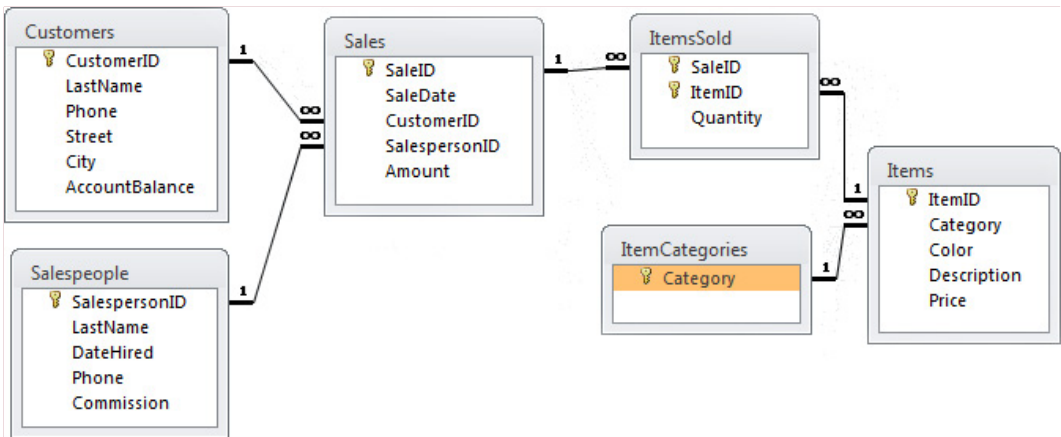 Customers
CustomerID
LastName
Phone
Street
City
AccountBalance
1
∞
Salespeople
SalespersonID
LastName
DateHired
Phone
Commission
1
∞
Sales
SaleID
SaleDate
CustomerID
SalespersonID
Amount
1
∞
ItemsSold
SaleID
ItemID
Quantity
∞
1
ItemCategories
Category
1
∞
Items
ItemID
Category
Color
Description
Price